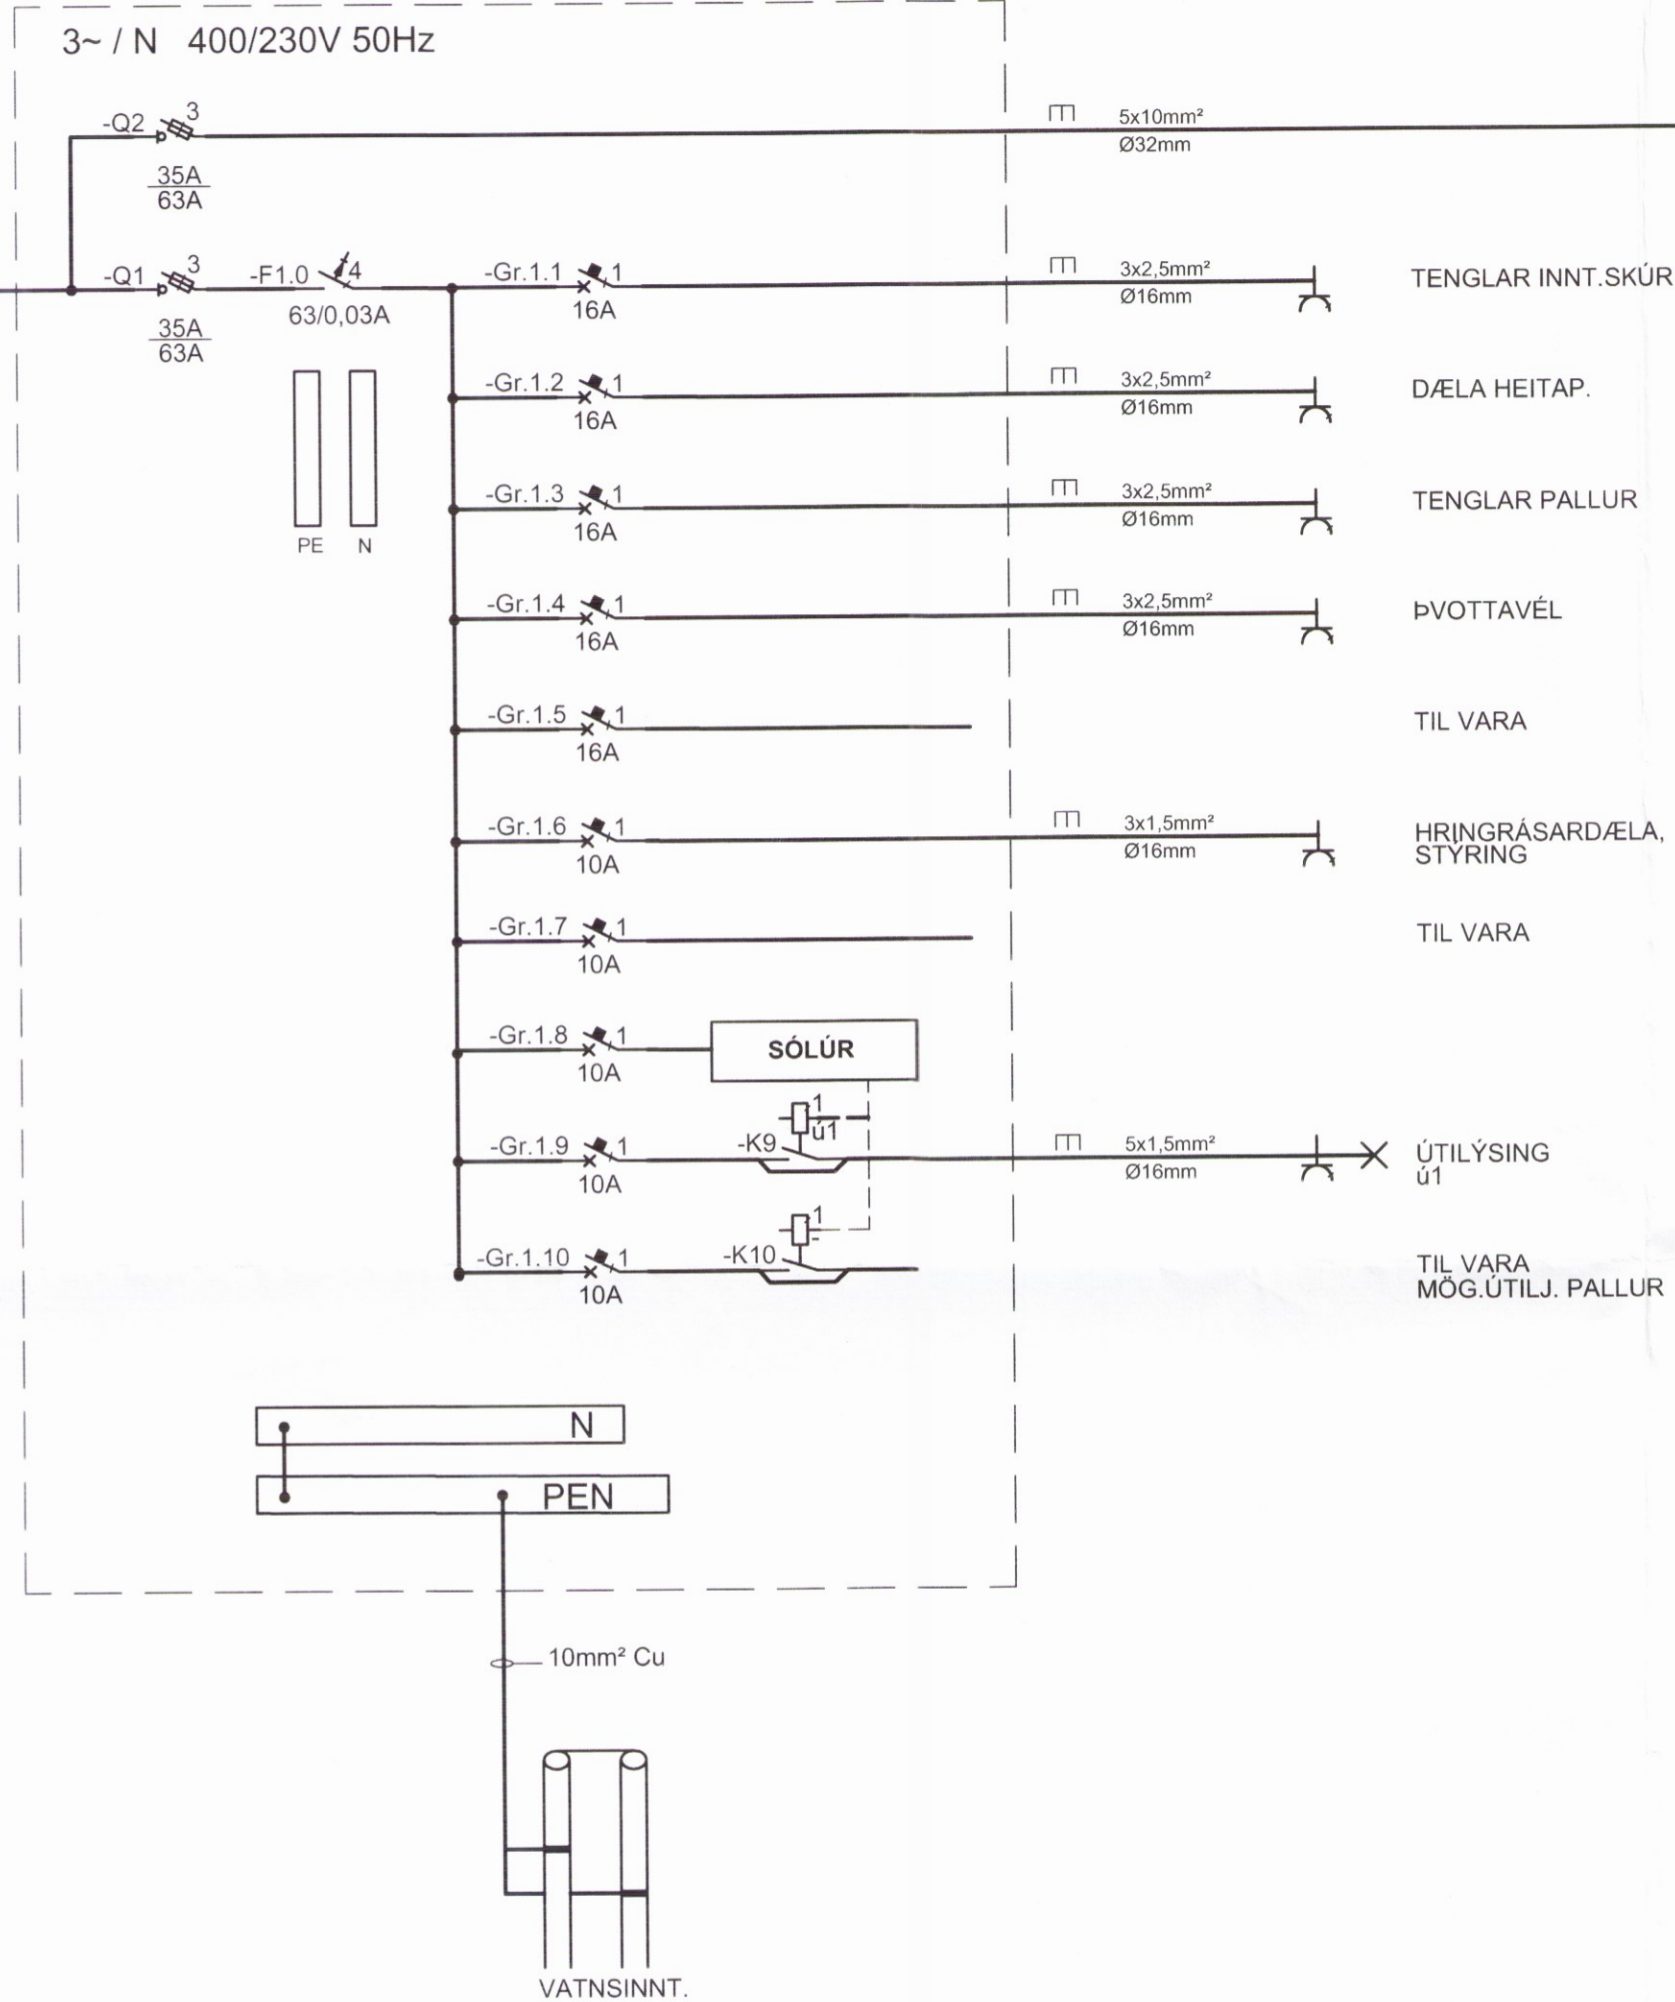 3~ / N 400/230V 50Hz
-Q2 3
35A
63A
5x10mm²
Ø32mm
-Q1 3
35A
63A
-F1.0 4
63/0,03A
PE N
-Gr.1.1 1
16A
3x2,5mm²
Ø16mm
TENGLAR INNT.SKÚR
-Gr.1.2 1
16A
3x2,5mm²
Ø16mm
DÆLA HEITAP.
-Gr.1.3 1
16A
3x2,5mm²
Ø16mm
TENGLAR PALLUR
-Gr.1.4 1
16A
3x2,5mm²
Ø16mm
ÞVOTTAVÉL
-Gr.1.5 1
16A
TIL VARA
-Gr.1.6 1
10A
3x1,5mm²
Ø16mm
HRINGRÁSARDÆLA,
STÝRING
-Gr.1.7 1
10A
TIL VARA
-Gr.1.8 1
10A
SÓLÚR
-Gr.1.9 1
10A
-K9
1
ú1
5x1,5mm²
Ø16mm
ÚTILÝSING
ú1
-Gr.1.10 1
10A
-K10
1
-
TIL VARA
MÖG.ÚTILJ. PALLUR
N
PEN
10mm² Cu
VATNSINNT.